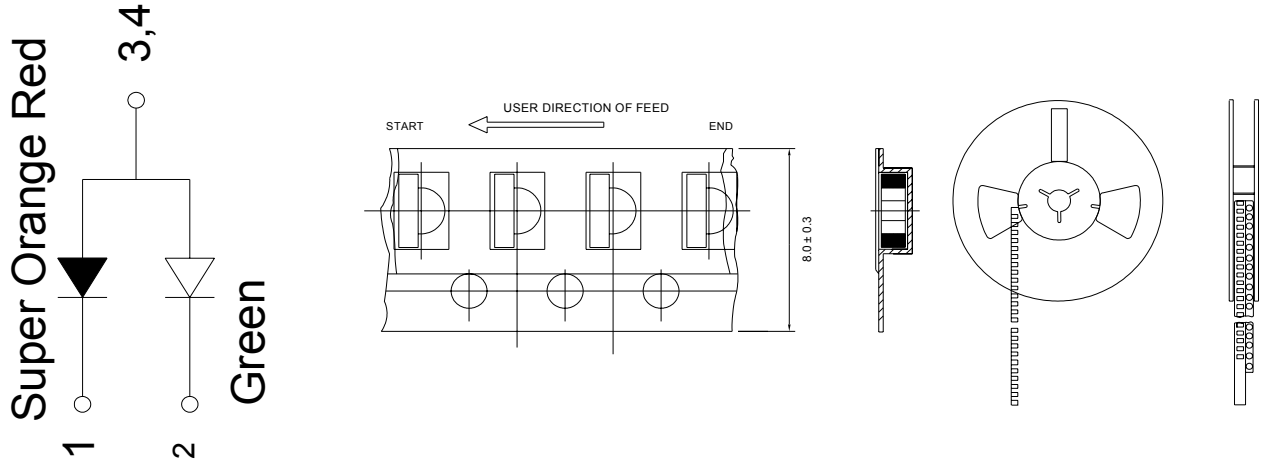 Super Orange Red
3,4
1
2
Green
USER DIRECTION OF FEED
START
END
8.0 ± 0.3